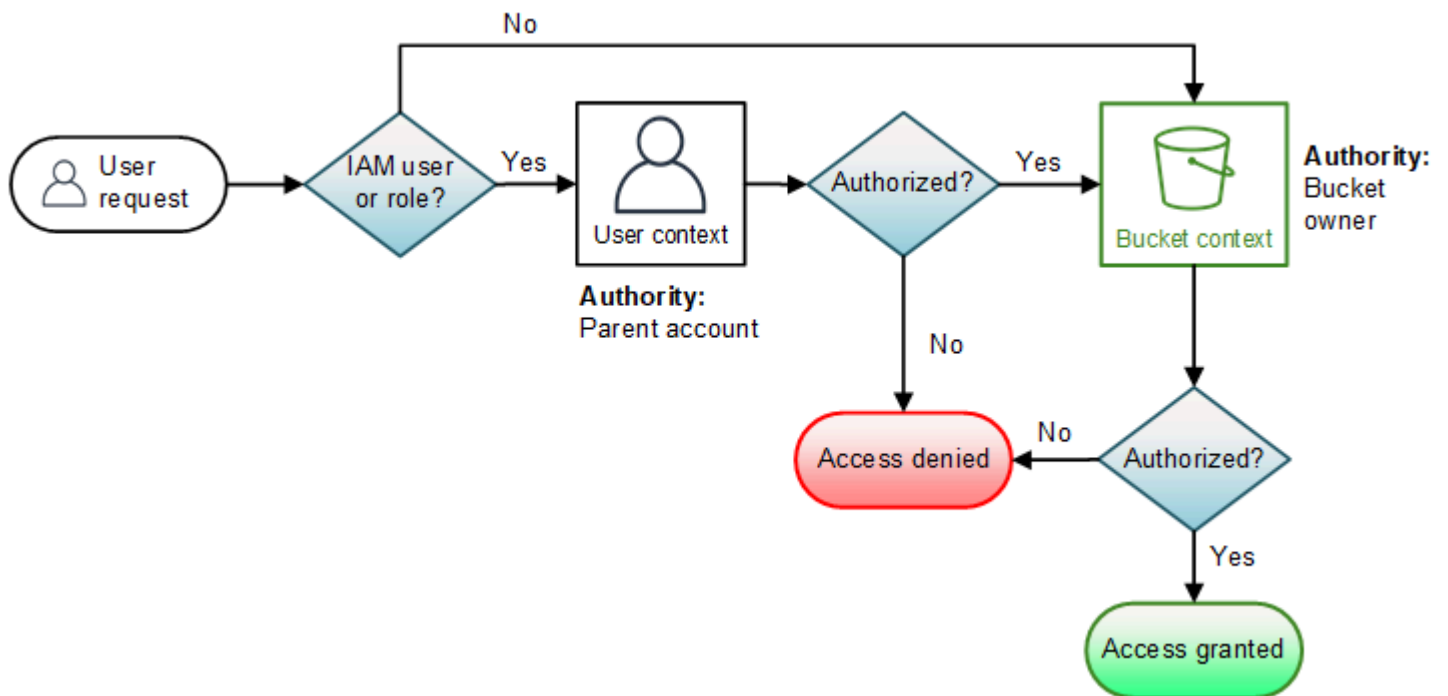 No
User
request
IAM user
or role?
Yes
User context
Authority:
Parent account
Authorized?
Yes
No
Bucket context
Authority:
Bucket
owner
Authorized?
No
Access denied
Yes
Access granted